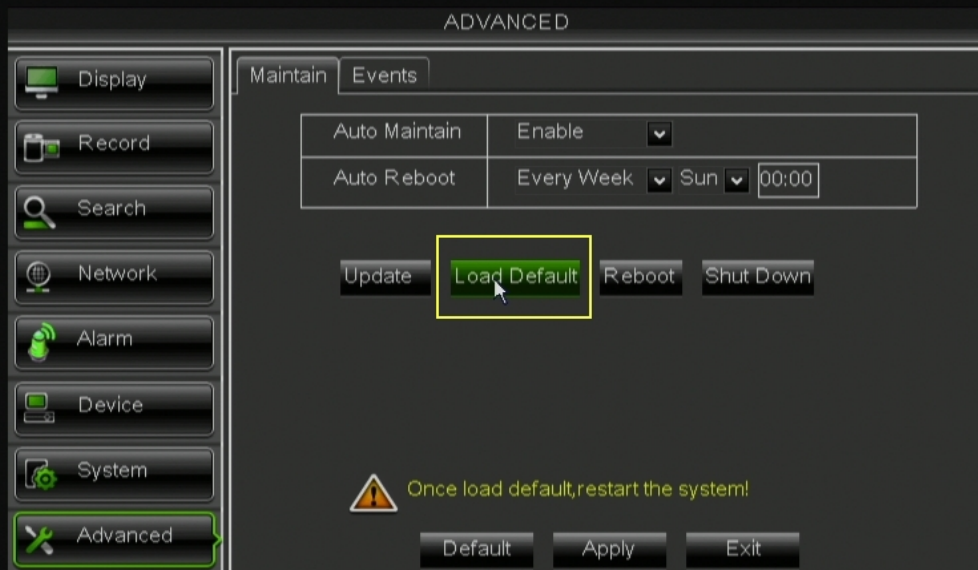 ADVANCED
Display
Record
Search
Network
Alarm
Device
System
Advanced
Maintain Events
Auto Maintain Enable
Auto Reboot Every Week Sun 00:00
Update Load Default Reboot Shut Down
Once load default,restart the system!
Default Apply Exit